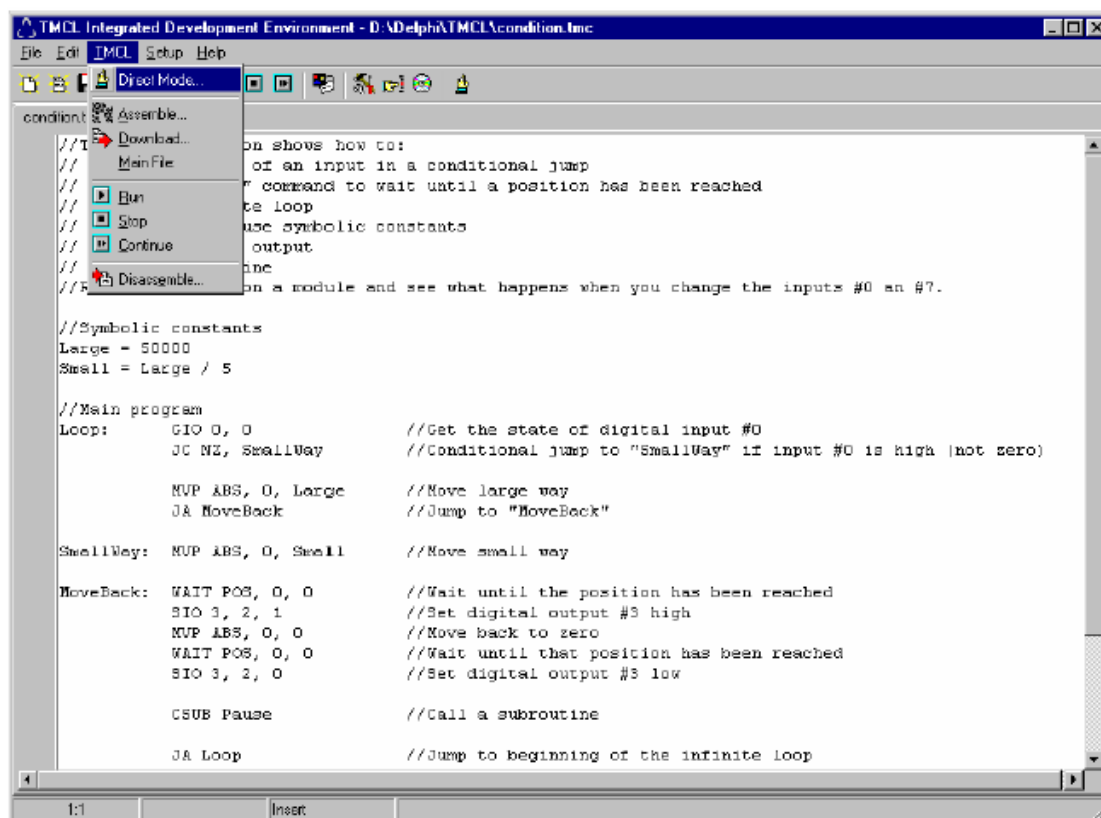 TMCL Integrated Development Environment - D:\Delphi\TMCL\condition.tmc
File Edit TMCL Setup Help
Direct Mode...
Assemble...
Download...
Main File
Run
Stop
Continue
Disassemble...
condition.t
//T on shows how to:
// of an input in a conditional jump
// " command to wait until a position has been reached
// te loop
// use symbolic constants
// output
// ine
//R on a module and see what happens when you change the inputs #0 an #7.
//Symbolic constants
Large = 50000
Small = Large / 5
//Main program
Loop: GIO 0, 0 //Get the state of digital input #0
JC NZ, SmallWay //Conditional jump to "SmallWay" if input #0 is high (not zero)
MVP ABS, 0, Large //Move large way
JA MoveBack //Jump to "MoveBack"
SmallWay: MVP ABS, 0, Small //Move small way
MoveBack: WAIT POS, 0, 0 //Wait until the position has been reached
SIO 3, 2, 1 //Set digital output #3 high
MVP ABS, 0, 0 //Move back to zero
WAIT POS, 0, 0 //Wait until that position has been reached
SIO 3, 2, 0 //Set digital output #3 low
CSUB Pause //Call a subroutine
JA Loop //Jump to beginning of the infinite loop
1:1 Insert